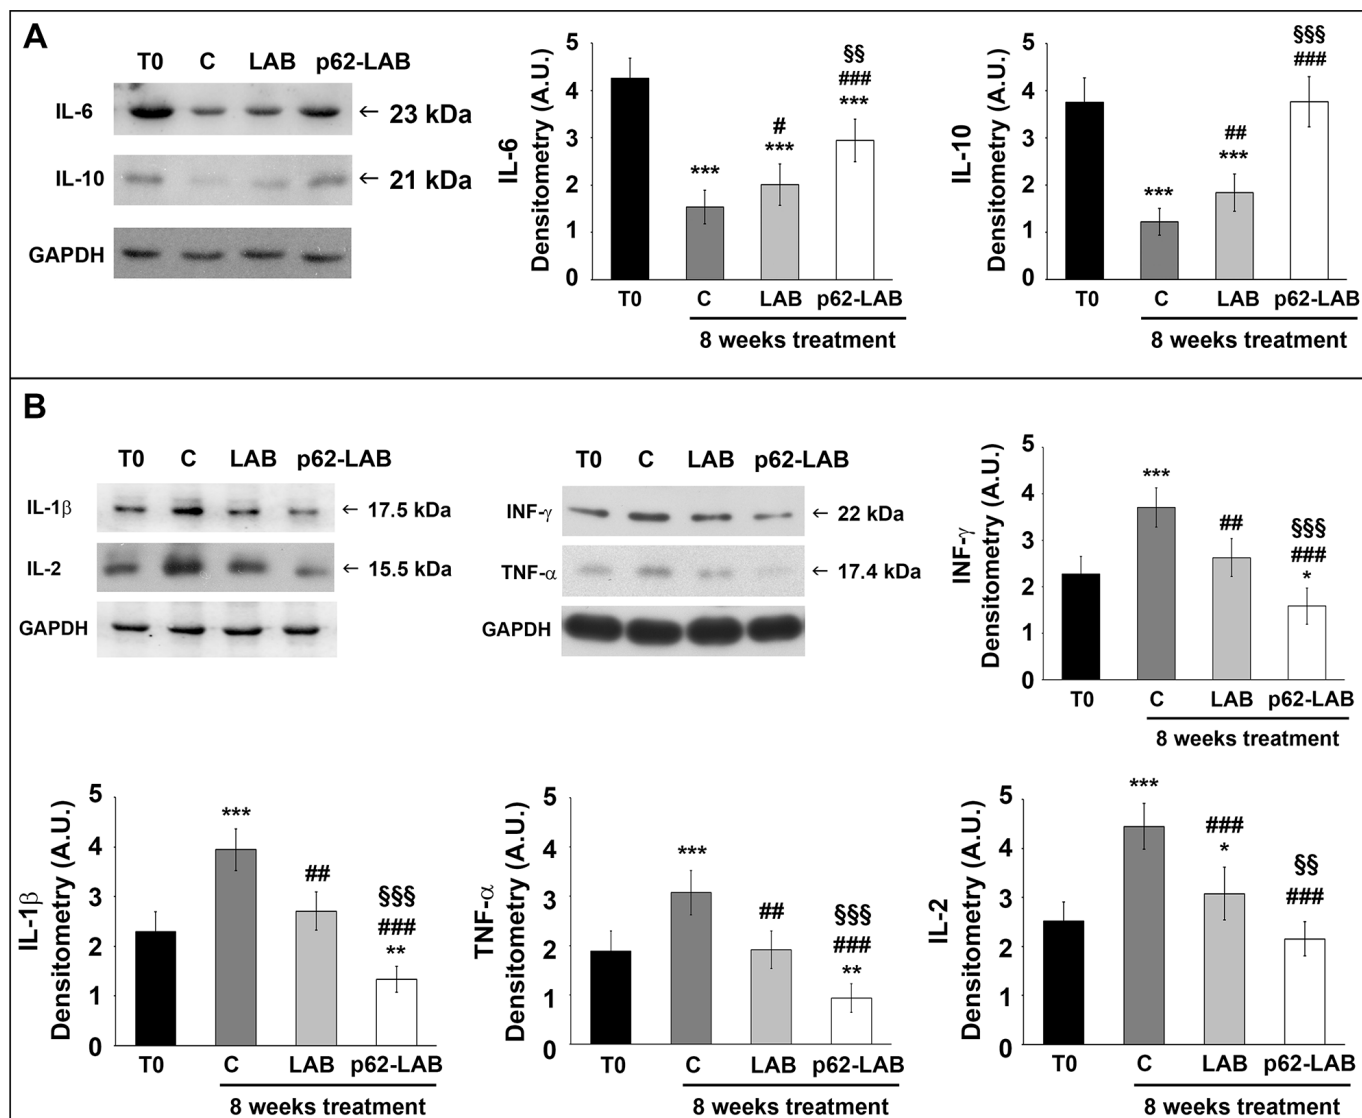 A
T0 C LAB p62-LAB
IL-6 ← 23 kDa
IL-10 ← 21 kDa
GAPDH
IL-6
Densitometry (A.U.)
5
4
3
2
1
0
***
#
***
§§
###
***
T0 C LAB p62-LAB
8 weeks treatment
IL-10
Densitometry (A.U.)
5
4
3
2
1
0
***
##
***
§§§
###
T0 C LAB p62-LAB
8 weeks treatment
B
T0 C LAB p62-LAB
IL-1β ← 17.5 kDa
IL-2 ← 15.5 kDa
GAPDH
T0 C LAB p62-LAB
INF-γ ← 22 kDa
TNF-α ← 17.4 kDa
GAPDH
INF-γ
Densitometry (A.U.)
5
4
3
2
1
0
***
##
§§§
###
*
T0 C LAB p62-LAB
8 weeks treatment
IL-1β
Densitometry (A.U.)
5
4
3
2
1
0
***
##
§§§
###
**
T0 C LAB p62-LAB
8 weeks treatment
TNF-α
Densitometry (A.U.)
5
4
3
2
1
0
***
##
§§§
###
**
T0 C LAB p62-LAB
8 weeks treatment
IL-2
Densitometry (A.U.)
5
4
3
2
1
0
***
###
*
§§
###
T0 C LAB p62-LAB
8 weeks treatment